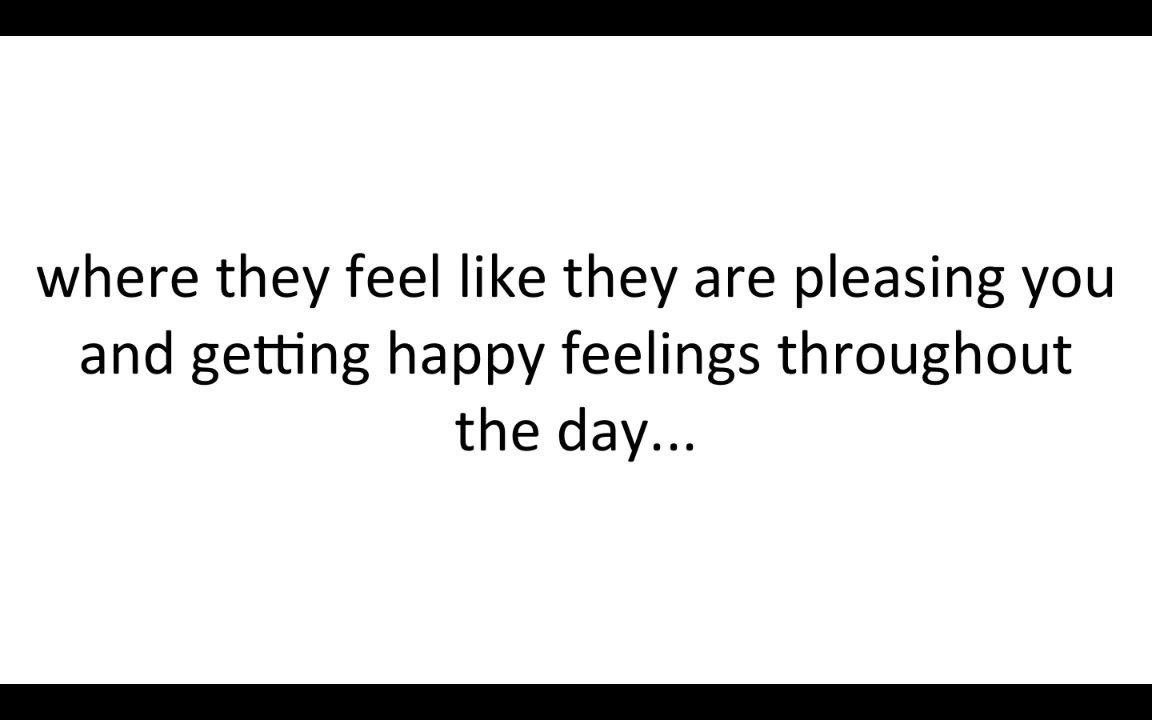 where they feel like they are pleasing you
and getting happy feelings throughout
the day...